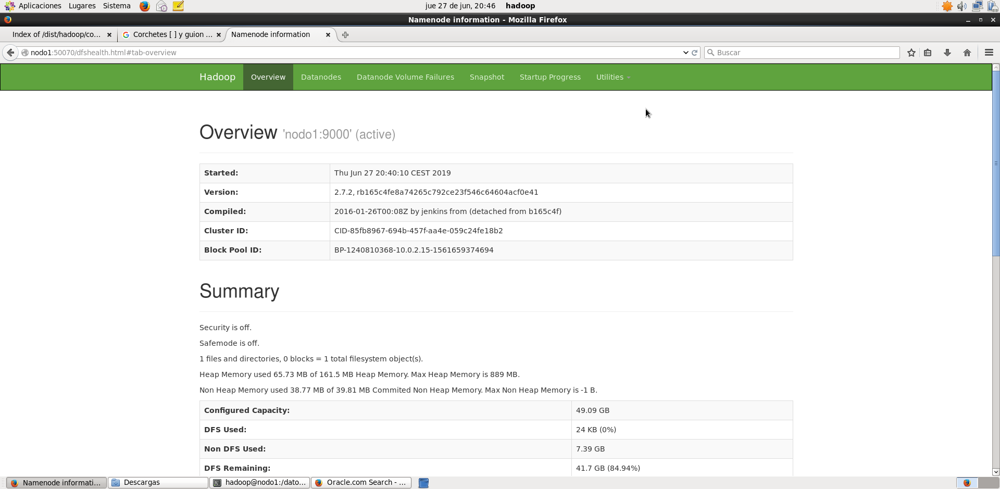 Aplicaciones Lugares Sistema jue 27 de jun, 20:46 hadoop
Namenode information - Mozilla Firefox
Index of /dist/hadoop/co... Corchetes [ ] y guion ... Namenode information
nodo1:50070/dfshealth.html#tab-overview Buscar
Hadoop Overview Datanodes Datanode Volume Failures Snapshot Startup Progress Utilities
Overview 'nodo1:9000' (active)
Started: Thu Jun 27 20:40:10 CEST 2019
Version: 2.7.2, rb165c4fe8a74265c792ce23f546c64604acf0e41
Compiled: 2016-01-26T00:08Z by jenkins from (detached from b165c4f)
Cluster ID: CID-85fb8967-694b-457f-aa4e-059c24fe18b2
Block Pool ID: BP-1240810368-10.0.2.15-1561659374694
Summary
Security is off.
Safemode is off.
1 files and directories, 0 blocks = 1 total filesystem object(s).
Heap Memory used 65.73 MB of 161.5 MB Heap Memory. Max Heap Memory is 889 MB.
Non Heap Memory used 38.77 MB of 39.81 MB Commited Non Heap Memory. Max Non Heap Memory is -1 B.
Configured Capacity: 49.09 GB
DFS Used: 24 KB (0%)
Non DFS Used: 7.39 GB
DFS Remaining: 41.7 GB (84.94%)
Namenode informati... Descargas hadoop@nodo1:/dato... Oracle.com Search - ...